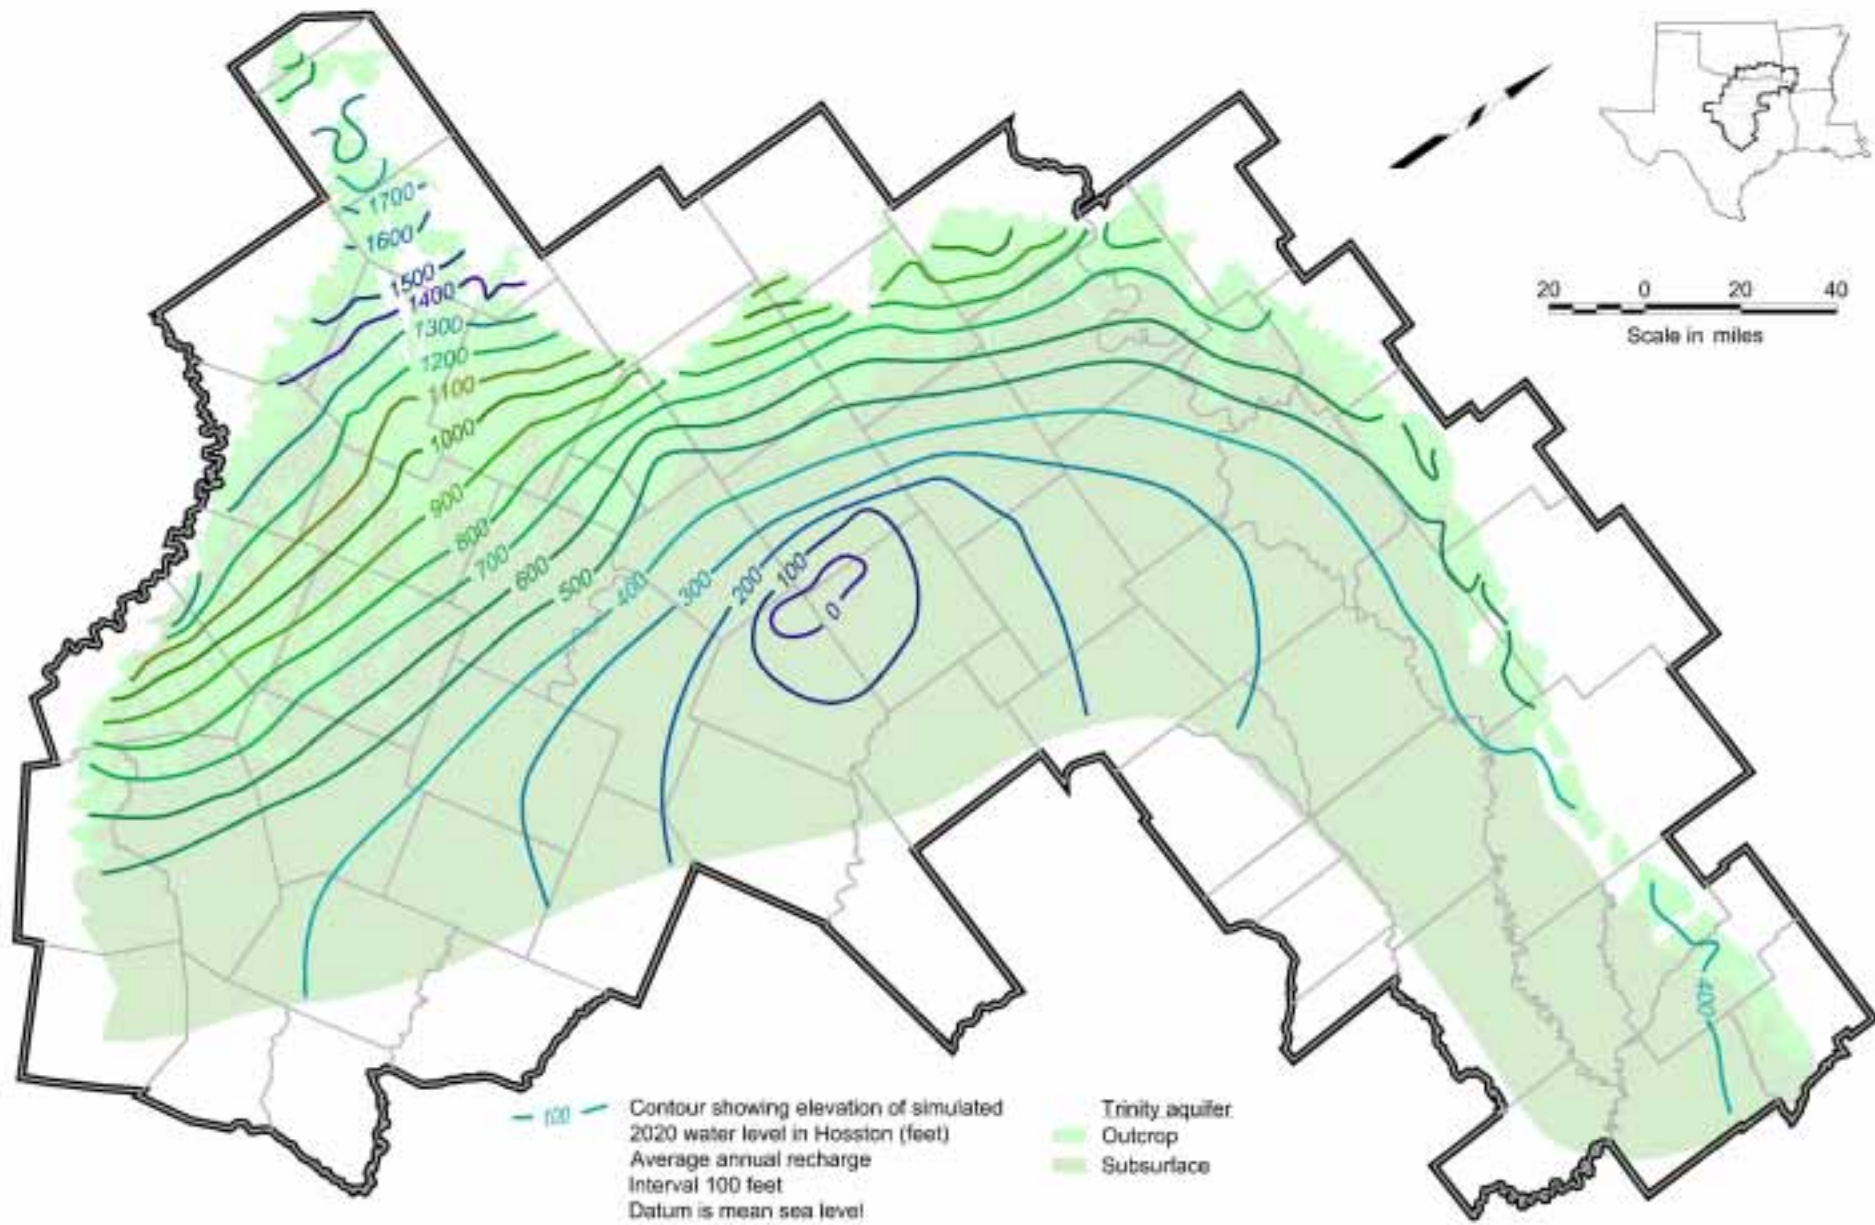 1700
1600
1500
1400
1300
1200
1100
1000
900
800
700
600
500
400
300
200
100
0
400
20 0 20 40
Scale in miles
100
Contour showing elevation of simulated
2020 water level in Hosston (feet)
Average annual recharge
Interval 100 feet
Datum is mean sea level
Trinity aquifer
Outcrop
Subsurface